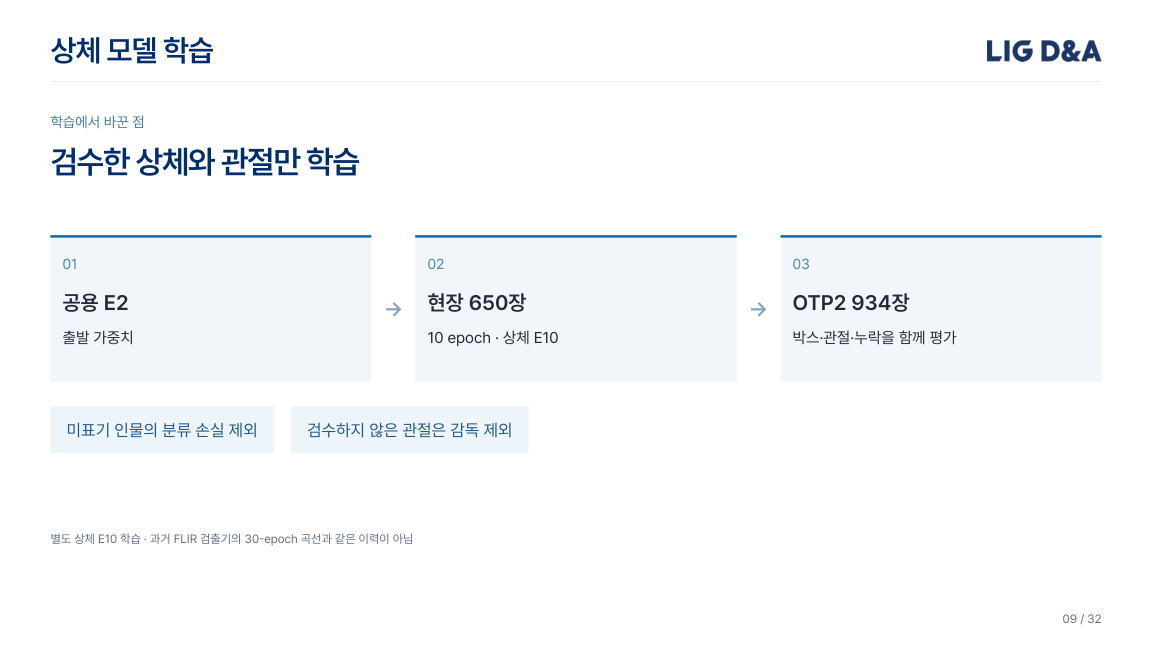 상체 모델 학습
LIG D&A
학습에서 바꾼 점
검수한 상체와 관절만 학습
01
공용 E2
출발 가중치
→
02
현장 650장
10 epoch · 상체 E10
→
03
OTP2 934장
박스·관절·누락을 함께 평가
미표기 인물의 분류 손실 제외
검수하지 않은 관절은 감독 제외
별도 상체 E10 학습 · 과거 FLIR 검출기의 30-epoch 곡선과 같은 이력이 아님
09 / 32